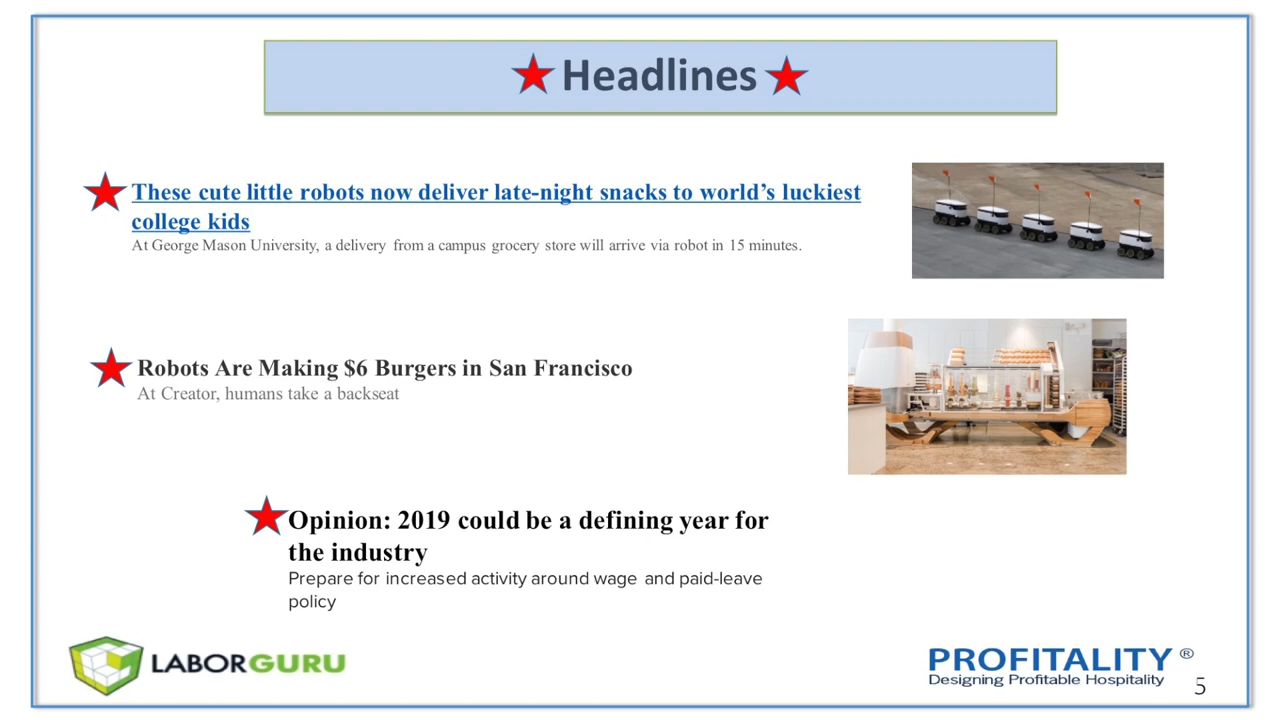 Headlines
These cute little robots now deliver late-night snacks to world's luckiest
college kids
At George Mason University, a delivery from a campus grocery store will arrive via robot in 15 minutes.
Robots Are Making $6 Burgers in San Francisco
At Creator, humans take a backseat
Opinion: 2019 could be a defining year for
the industry
Prepare for increased activity around wage and paid-leave
policy
LABORGURU
PROFITALITY ®
Designing Profitable Hospitality
5